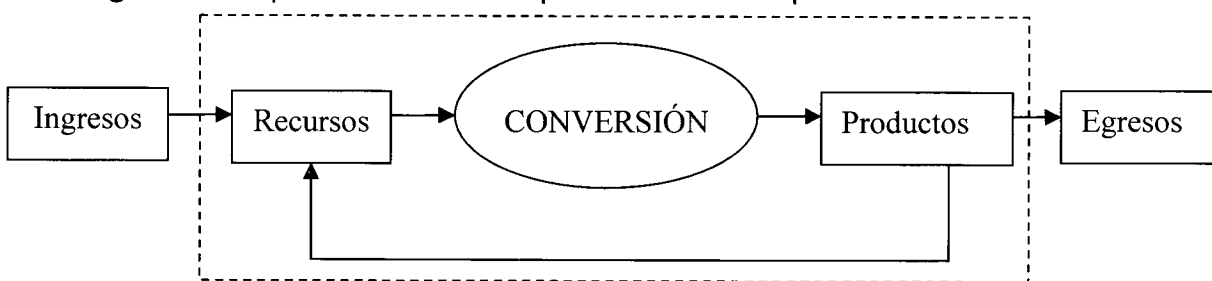 Ingresos
Recursos
CONVERSIÓN
Productos
Egresos